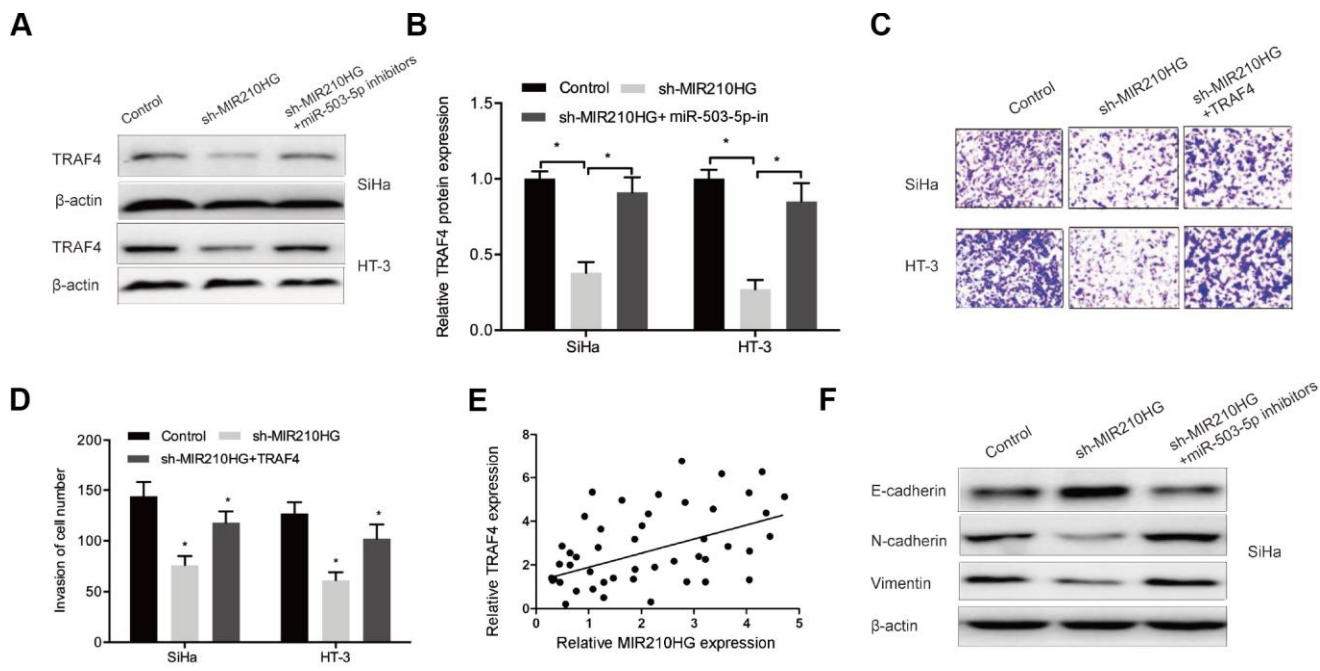 A
Control
sh-MIR210HG
sh-MIR210HG
+miR-503-5p inhibitors
TRAF4
β-actin
SiHa
TRAF4
β-actin
HT-3
B
Control
sh-MIR210HG
sh-MIR210HG+ miR-503-5p-in
Relative TRAF4 protein expression
1.5
1.0
0.5
0.0
* * * *
SiHa HT-3
C
Control
sh-MIR210HG
sh-MIR210HG
+TRAF4
SiHa
HT-3
D
Control
sh-MIR210HG
sh-MIR210HG+TRAF4
Invasion of cell number
200
150
100
50
0
* * * *
SiHa HT-3
E
Relative TRAF4 expression
8
6
4
2
0
0 1 2 3 4 5
Relative MIR210HG expression
F
Control
sh-MIR210HG
sh-MIR210HG
+miR-503-5p inhibitors
E-cadherin
N-cadherin
Vimentin
β-actin
SiHa